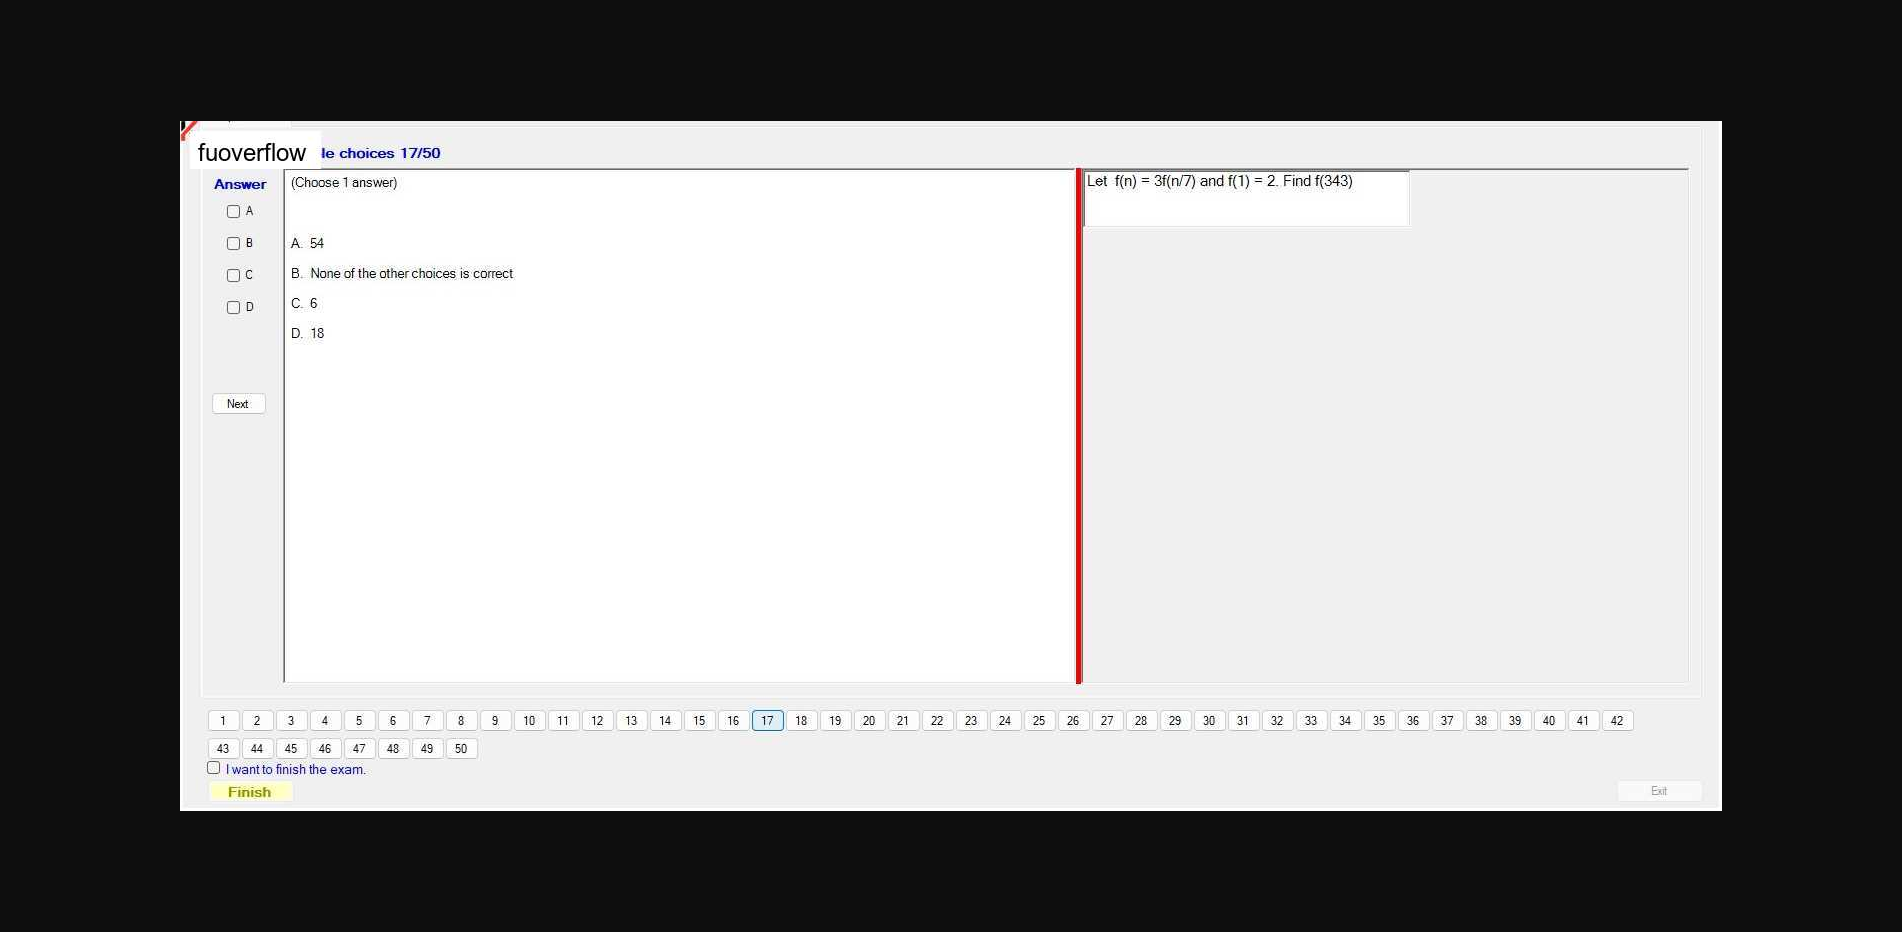 fuoverflow le choices 17/50
Answer
(Choose 1 answer)
Let f(n) = 3f(n/7) and f(1) = 2. Find f(343)
A
B
C
D
A. 54
B. None of the other choices is correct
C. 6
D. 18
Next
1 2 3 4 5 6 7 8 9 10 11 12 13 14 15 16 17 18 19 20 21 22 23 24 25 26 27 28 29 30 31 32 33 34 35 36 37 38 39 40 41 42
43 44 45 46 47 48 49 50
I want to finish the exam.
Finish
Exit